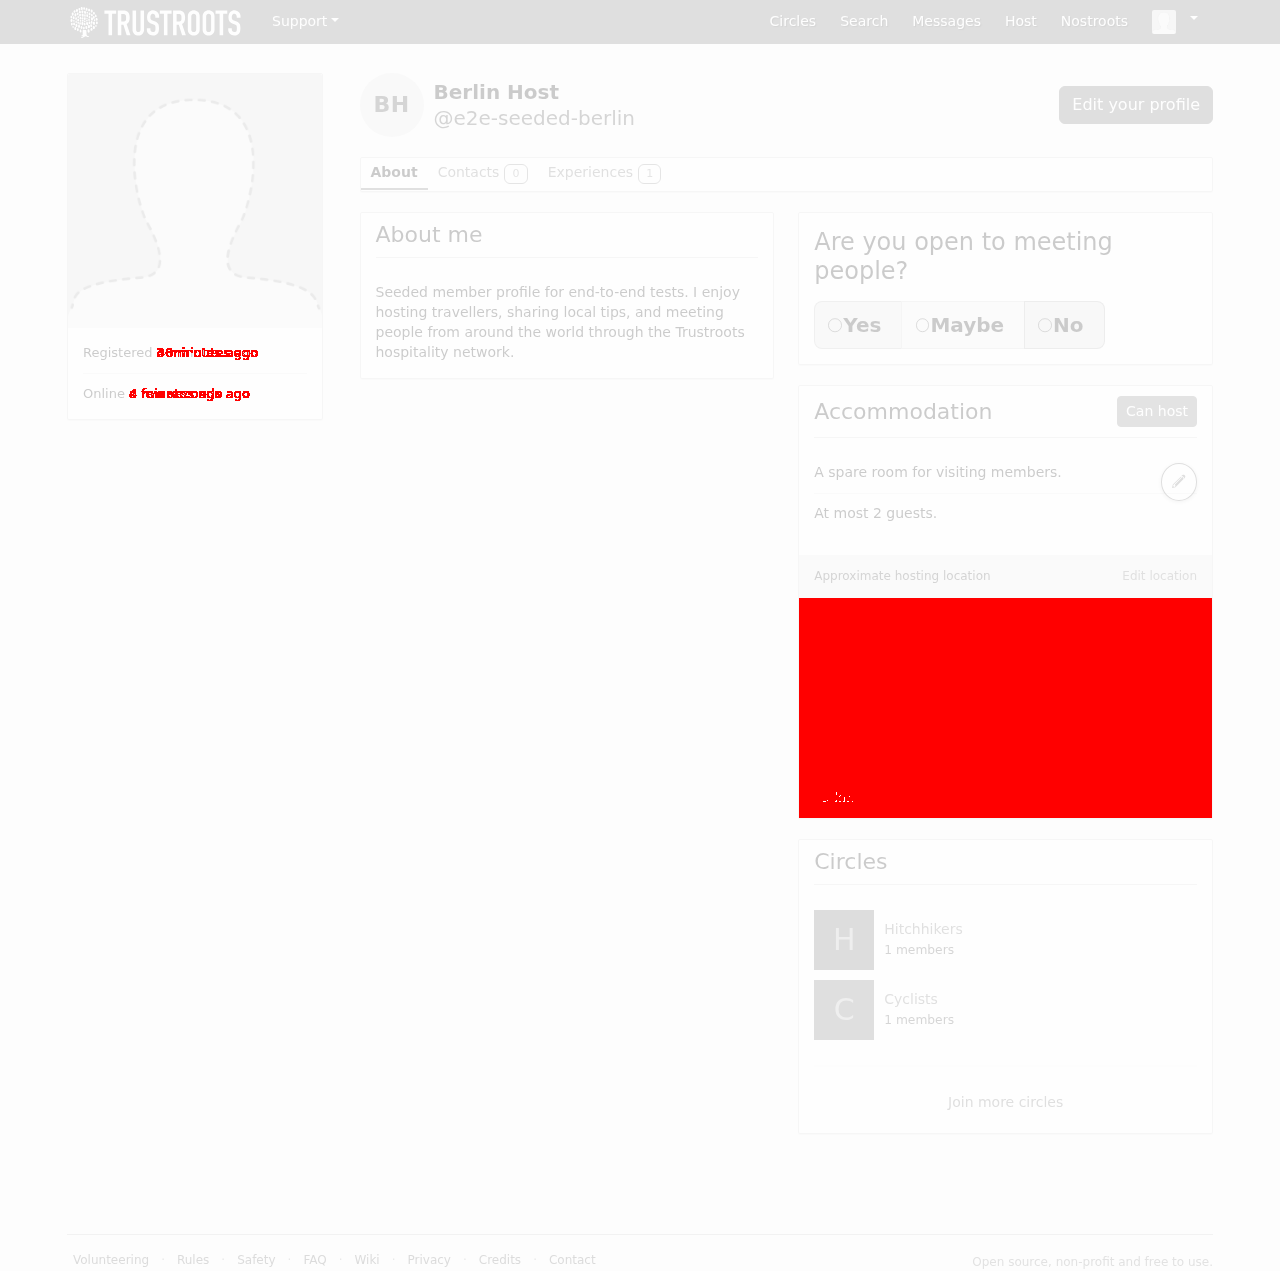 TRUSTROOTS Support Circles Search Messages Host Nostroots
BH Berlin Host
@e2e-seeded-berlin
Edit your profile
About Contacts 0 Experiences 1
Registered ago
Online ago
About me
Seeded member profile for end-to-end tests. I enjoy
hosting travellers, sharing local tips, and meeting
people from around the world through the Trustroots
hospitality network.
Are you open to meeting
people?
Yes Maybe No
Accommodation Can host
A spare room for visiting members.
At most 2 guests.
Approximate hosting location Edit location
Circles
H Hitchhikers
1 members
C Cyclists
1 members
Join more circles
Volunteering · Rules · Safety · FAQ · Wiki · Privacy · Credits · Contact
Open source, non-profit and free to use.